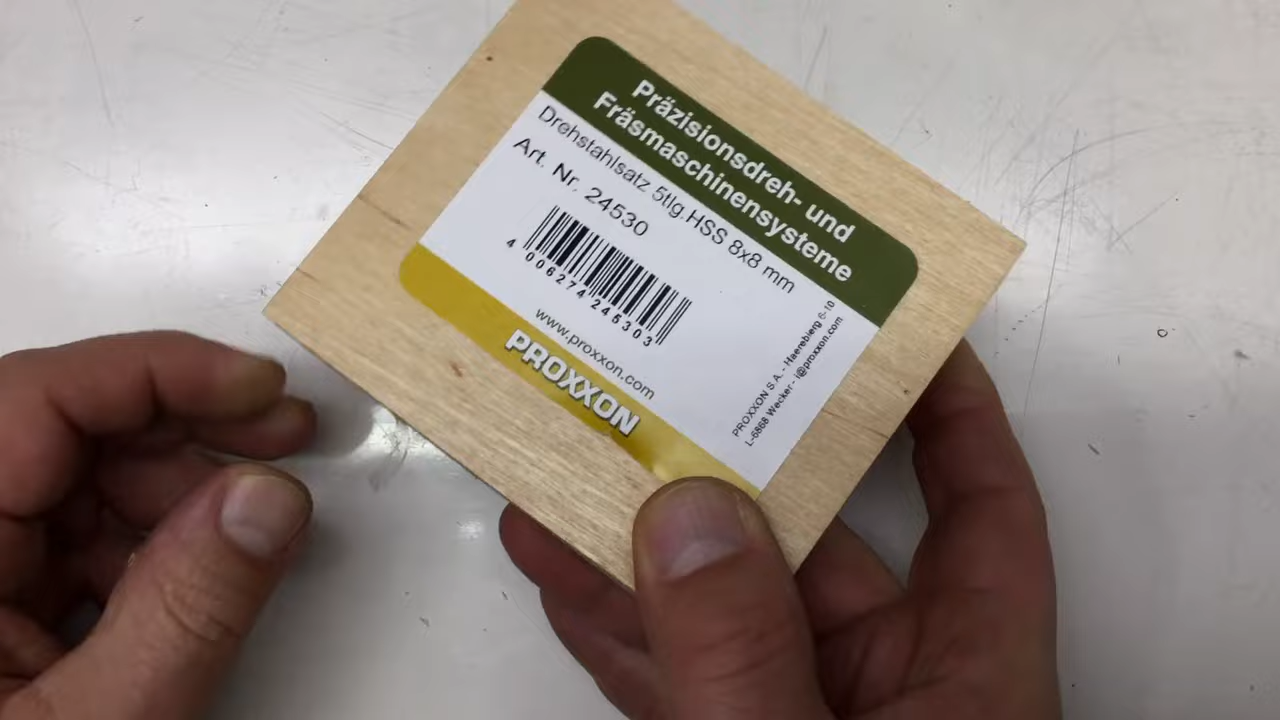 Präzisionsdreh- und
Fräsmaschinensysteme
Drehstahlsatz 5tlg.HSS 8x8 mm
Art. Nr. 24530
4 006274 245303
www.proxxon.com
PROXXON
PROXXON S.A. - Haerebierg 6-10
L-6868 Wecker - i@proxxon.com